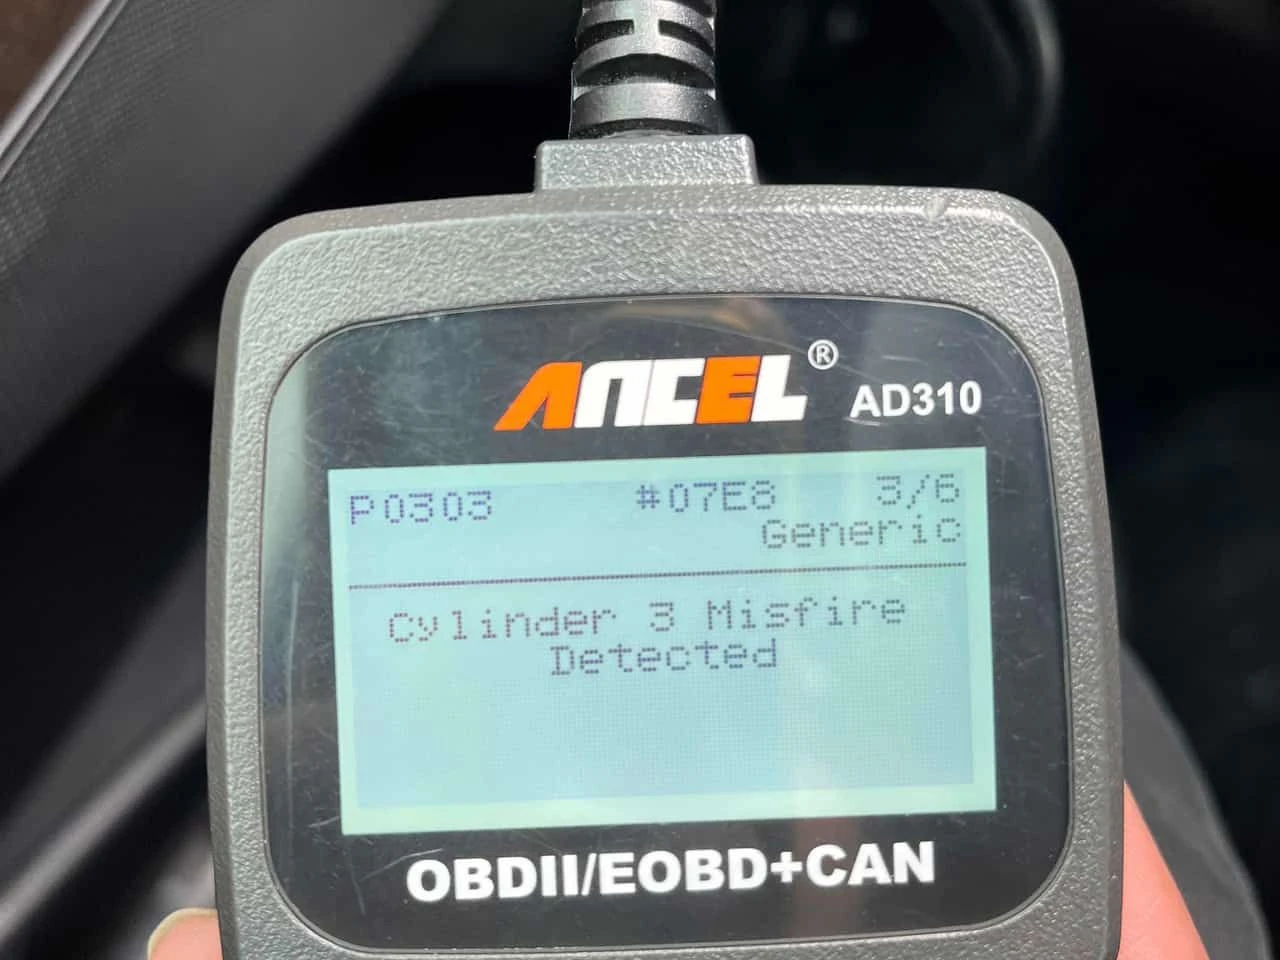 ANCEL® AD310
P0303 #07E8 3/6
Generic
Cylinder 3 Misfire
Detected
OBDII/EOBD+CAN